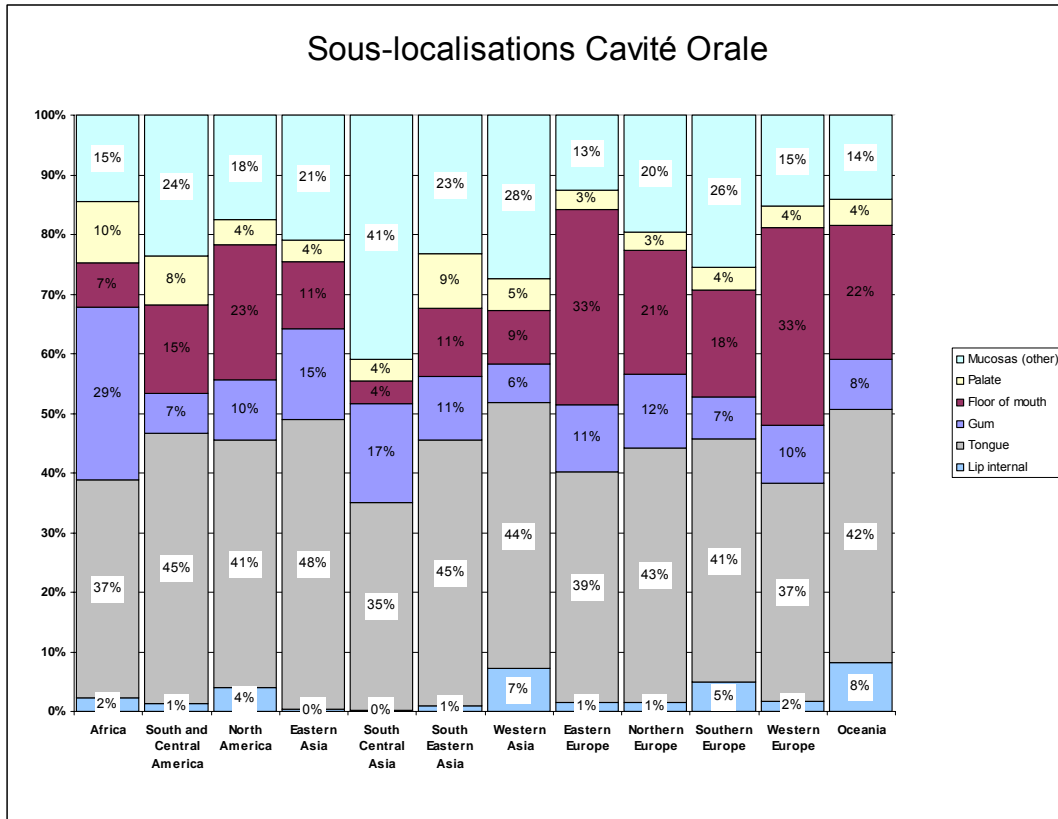 Sous-localisations Cavité Orale
100%
90%
80%
70%
60%
50%
40%
30%
20%
10%
0%
15%
10%
7%
29%
37%
2%
24%
8%
15%
7%
45%
1%
18%
4%
23%
10%
41%
4%
21%
4%
11%
15%
48%
0%
41%
4%
4%
17%
35%
0%
23%
9%
11%
11%
45%
1%
28%
5%
9%
6%
44%
7%
13%
3%
33%
11%
39%
1%
20%
3%
21%
12%
43%
1%
26%
4%
18%
7%
41%
5%
15%
4%
33%
10%
37%
2%
14%
4%
22%
8%
42%
8%
Africa
South and
Central
America
North
America
Eastern
Asia
South
Central
Asia
South
Eastern
Asia
Western
Asia
Eastern
Europe
Northern
Europe
Southern
Europe
Western
Europe
Oceania
Mucosas (other)
Palate
Floor of mouth
Gum
Tongue
Lip internal